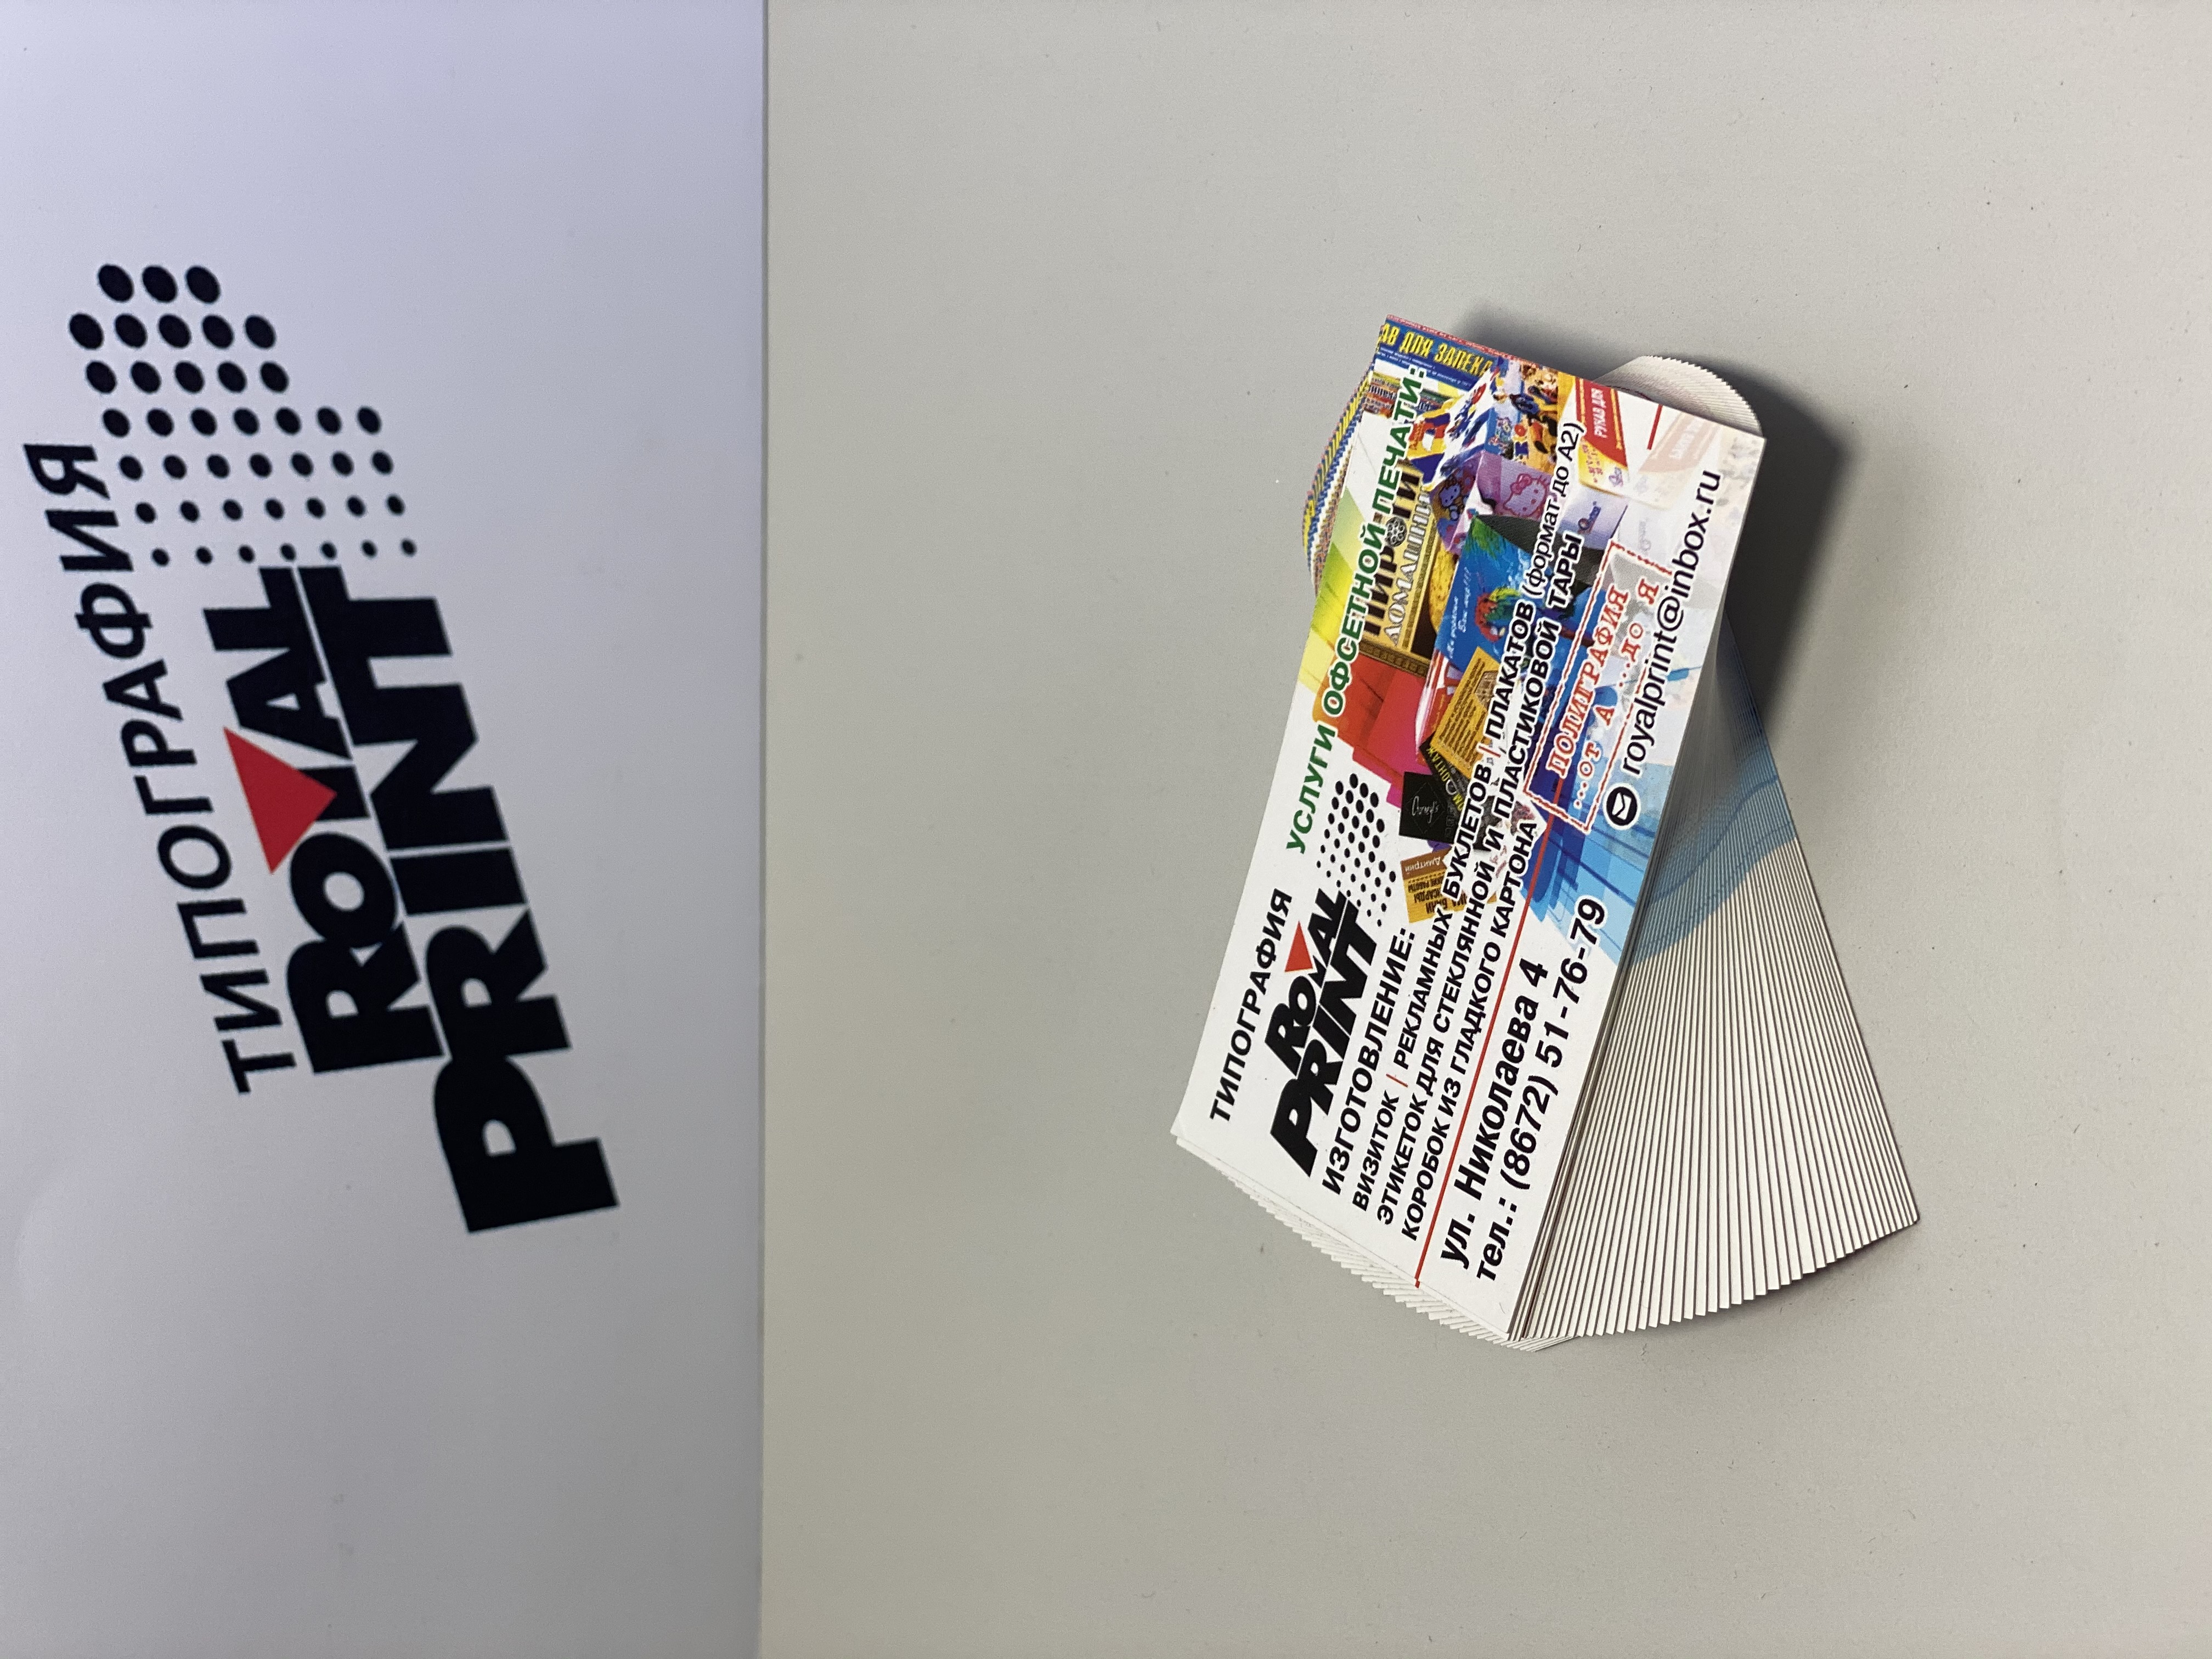 ТИПОГРАФИЯ
ROYAL
PRINT
ТИПОГРАФИЯ
ROYAL
PRINT
УСЛУГИ ОФСЕТНОЙ ПЕЧАТИ:
ИЗГОТОВЛЕНИЕ:
ВИЗИТОК | РЕКЛАМНЫХ БУКЛЕТОВ | ПЛАКАТОВ (формат до А2)
ЭТИКЕТОК ДЛЯ СТЕКЛЯННОЙ И ПЛАСТИКОВОЙ ТАРЫ
КОРОБОК ИЗ ГЛАДКОГО КАРТОНА
ул. Николаева 4
тел.: (8672) 51-76-79
ПОЛИГРАФИЯ
...от А ...до Я
royalprint@inbox.ru
ПИРОГИ
ДОМАШНИЕ
РУКАВ ДЛЯ